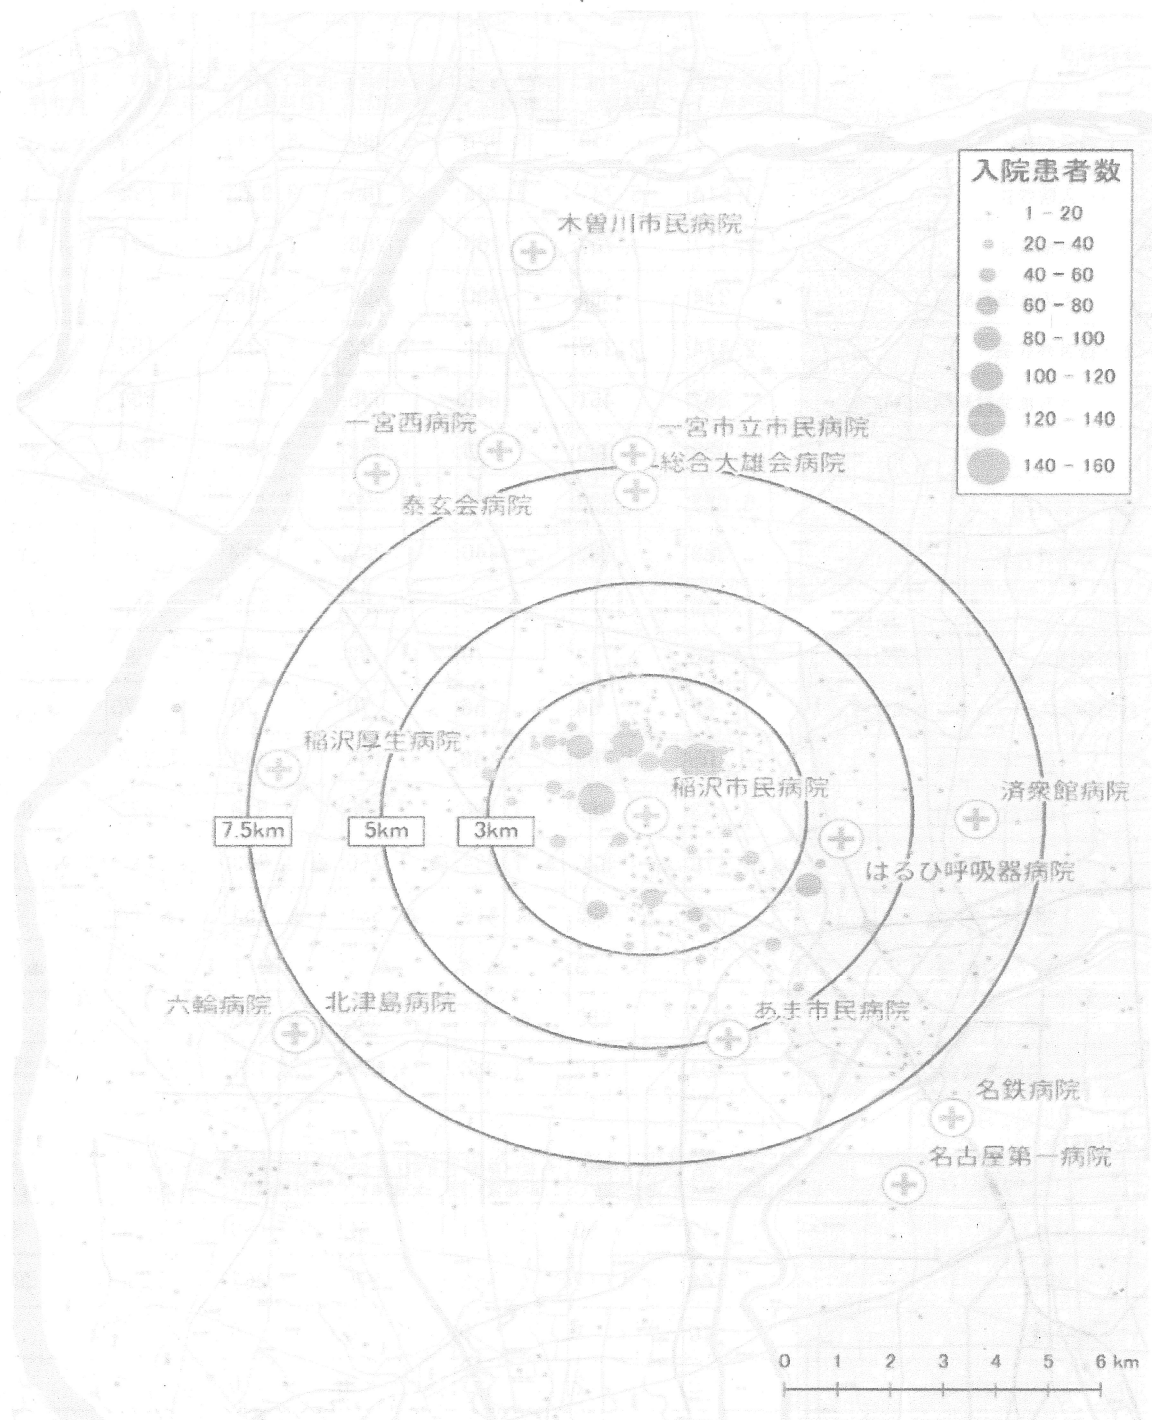 入院患者数
1 - 20
20 - 40
40 - 60
60 - 80
80 - 100
100 - 120
120 - 140
140 - 160
木曽川市民病院
一宮西病院
一宮市立市民病院
総合大雄会病院
泰玄会病院
稲沢厚生病院
稲沢市民病院
済衆館病院
7.5km
5km
3km
はるひ呼吸器病院
六輪病院
北津島病院
あま市民病院
名鉄病院
名古屋第一病院
0 1 2 3 4 5 6 km